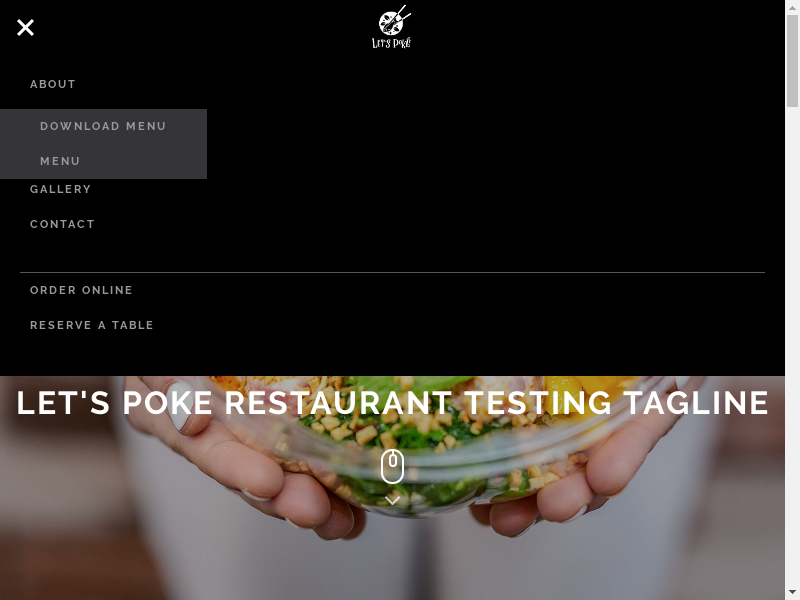 LET'S POKÉ
ABOUT
DOWNLOAD MENU
MENU
GALLERY
CONTACT
ORDER ONLINE
RESERVE A TABLE
LET'S POKE RESTAURANT TESTING TAGLINE